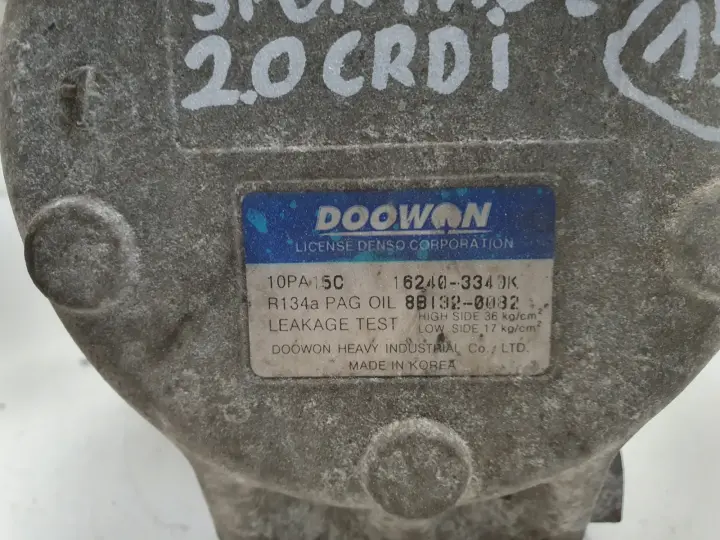 2.0 CRDi
DOOWON
LICENSE DENSO CORPORATION
10PA15C 16240-3340K
R134a PAG OIL 8B132-0082
LEAKAGE TEST HIGH SIDE 36 kg/cm²
LOW SIDE 17 kg/cm²
DOOWON HEAVY INDUSTRIAL Co., LTD.
MADE IN KOREA